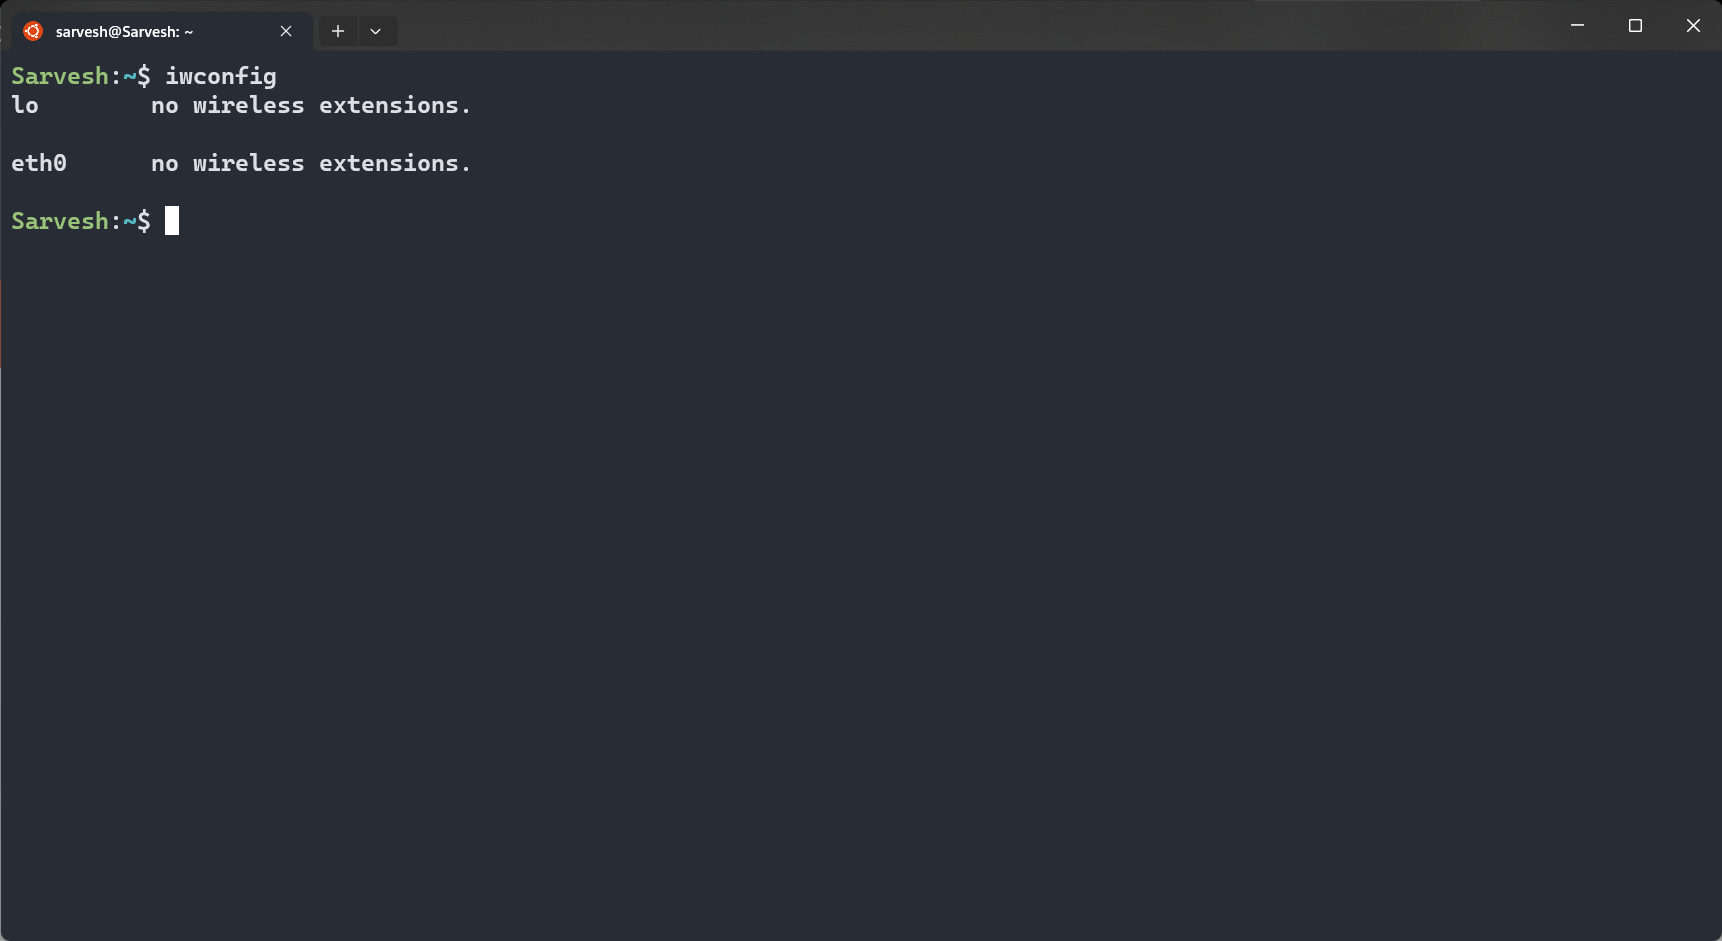 sarvesh@Sarvesh: ~
Sarvesh:~$ iwconfig
lo        no wireless extensions.
eth0      no wireless extensions.
Sarvesh:~$